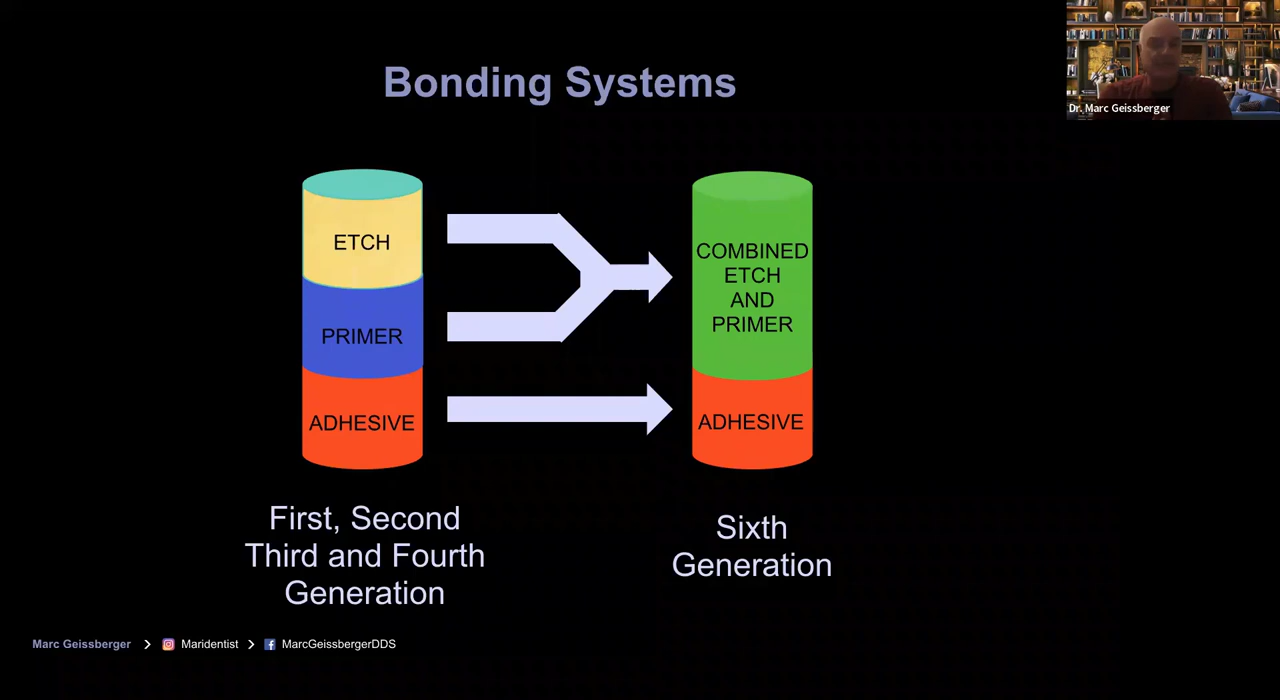 Bonding Systems
Dr. Marc Geissberger
ETCH
PRIMER
ADHESIVE
COMBINED
ETCH
AND
PRIMER
ADHESIVE
First, Second
Third and Fourth
Generation
Sixth
Generation
Marc Geissberger > Maridentist > MarcGeissbergerDDS